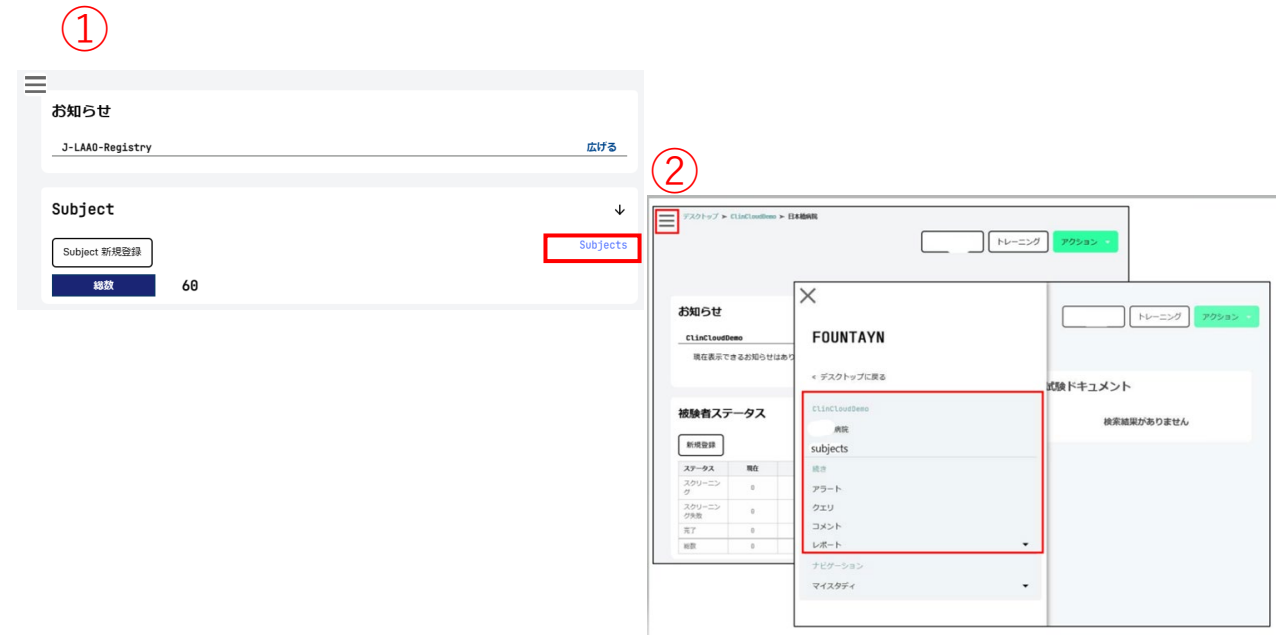 ①
お知らせ
J-LAAO-Registry 広げる
Subject ↓
Subject 新規登録 Subjects
総数 60
②
デスクトップ ➤ ClinCloudDemo ➤ 日本橋病院
トレーニング アクション
お知らせ
ClinCloudDemo
現在表示できるお知らせはあり
被験者ステータス
新規登録
ステータス 現在
スクリーニン
グ 0
スクリーニン
グ失敗 0
完了 0
総数 0
FOUNTAYN
< デスクトップに戻る
ClinCloudDemo
病院
subjects
続き
アラート
クエリ
コメント
レポート
ナビゲーション
マイスタディ
トレーニング アクション
試験ドキュメント
検索結果がありません